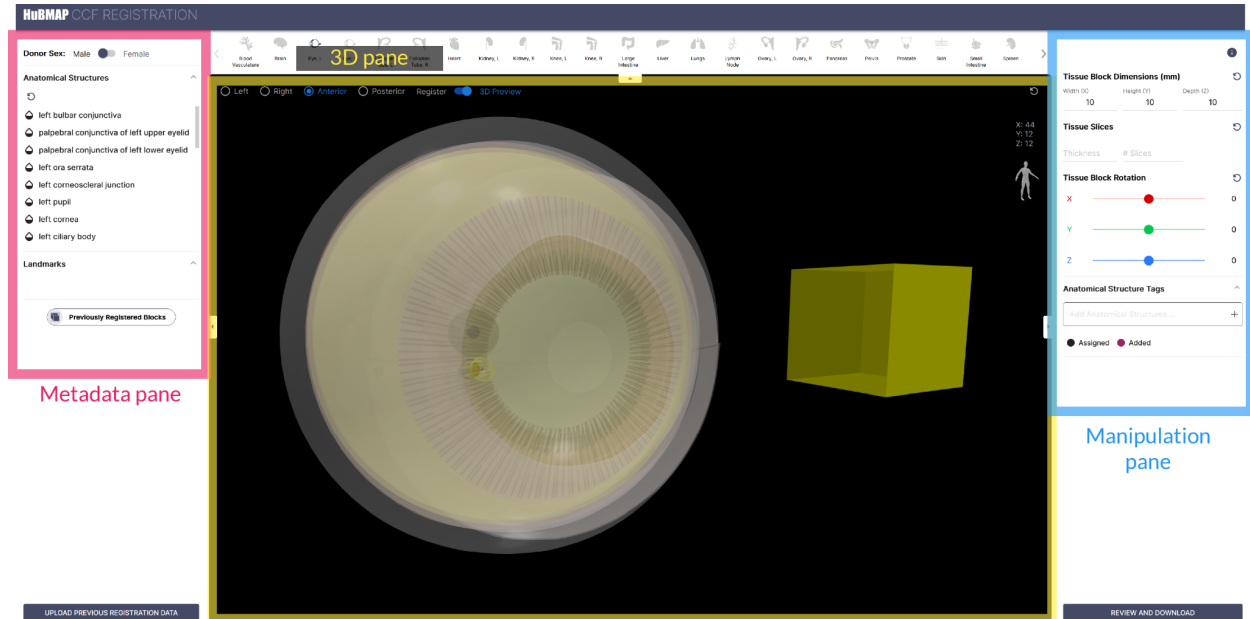 HuBMAP CCF REGISTRATION
Donor Sex: Male Female
Anatomical Structures
left bulbar conjunctiva
palpebral conjunctiva of left upper eyelid
palpebral conjunctiva of left lower eyelid
left ora serrata
left corneoscleral junction
left pupil
left cornea
left ciliary body
Landmarks
Previously Registered Blocks
Metadata pane
UPLOAD PREVIOUS REGISTRATION DATA
3D pane
Blood Vasculature
Brain
Eye, L
Tube, R
Heart
Kidney, L
Kidney, R
Knee, L
Knee, R
Large Intestine
Liver
Lungs
Lymph Node
Ovary, L
Ovary, R
Pancreas
Pelvis
Prostate
Skin
Small Intestine
Spleen
Left Right Anterior Posterior Register 3D Preview
X: 44
Y: 12
Z: 12
Tissue Block Dimensions (mm)
Width (X) Height (Y) Depth (Z)
10 10 10
Tissue Slices
Thickness # Slices
Tissue Block Rotation
X 0
Y 0
Z 0
Anatomical Structure Tags
Add Anatomical Structures ...
Assigned Added
Manipulation
pane
REVIEW AND DOWNLOAD